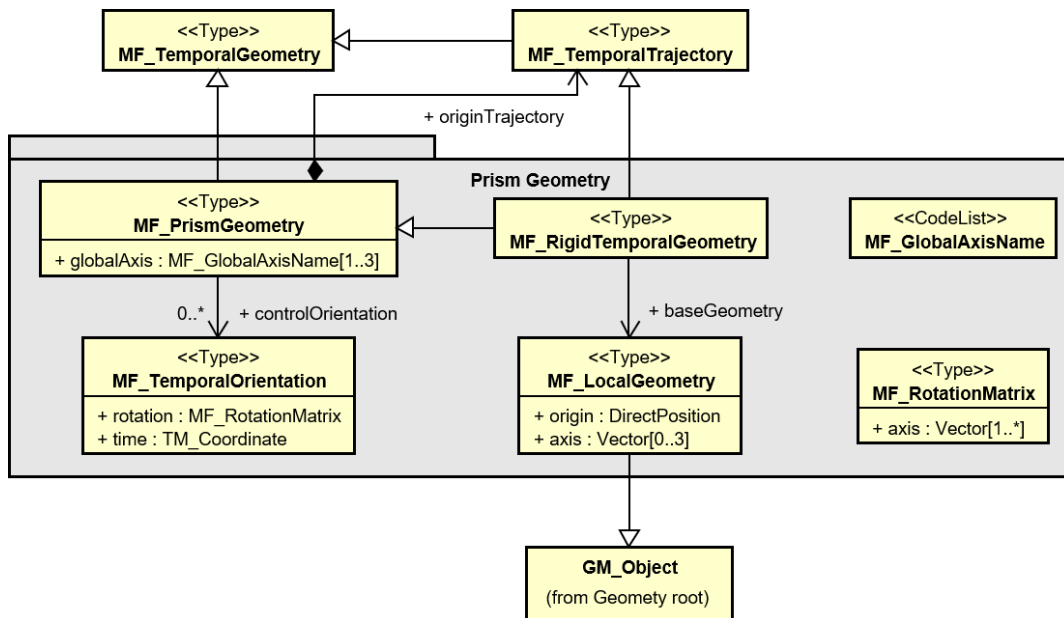 <<Type>>
MF_TemporalGeometry
<<Type>>
MF_TemporalTrajectory
+ originTrajectory
Prism Geometry
<<Type>>
MF_PrismGeometry
+ globalAxis : MF_GlobalAxisName[1..3]
<<Type>>
MF_RigidTemporalGeometry
<<CodeList>>
MF_GlobalAxisName
0..* + controlOrientation
+ baseGeometry
<<Type>>
MF_TemporalOrientation
+ rotation : MF_RotationMatrix
+ time : TM_Coordinate
<<Type>>
MF_LocalGeometry
+ origin : DirectPosition
+ axis : Vector[0..3]
<<Type>>
MF_RotationMatrix
+ axis : Vector[1..*]
GM_Object
(from Geomety root)